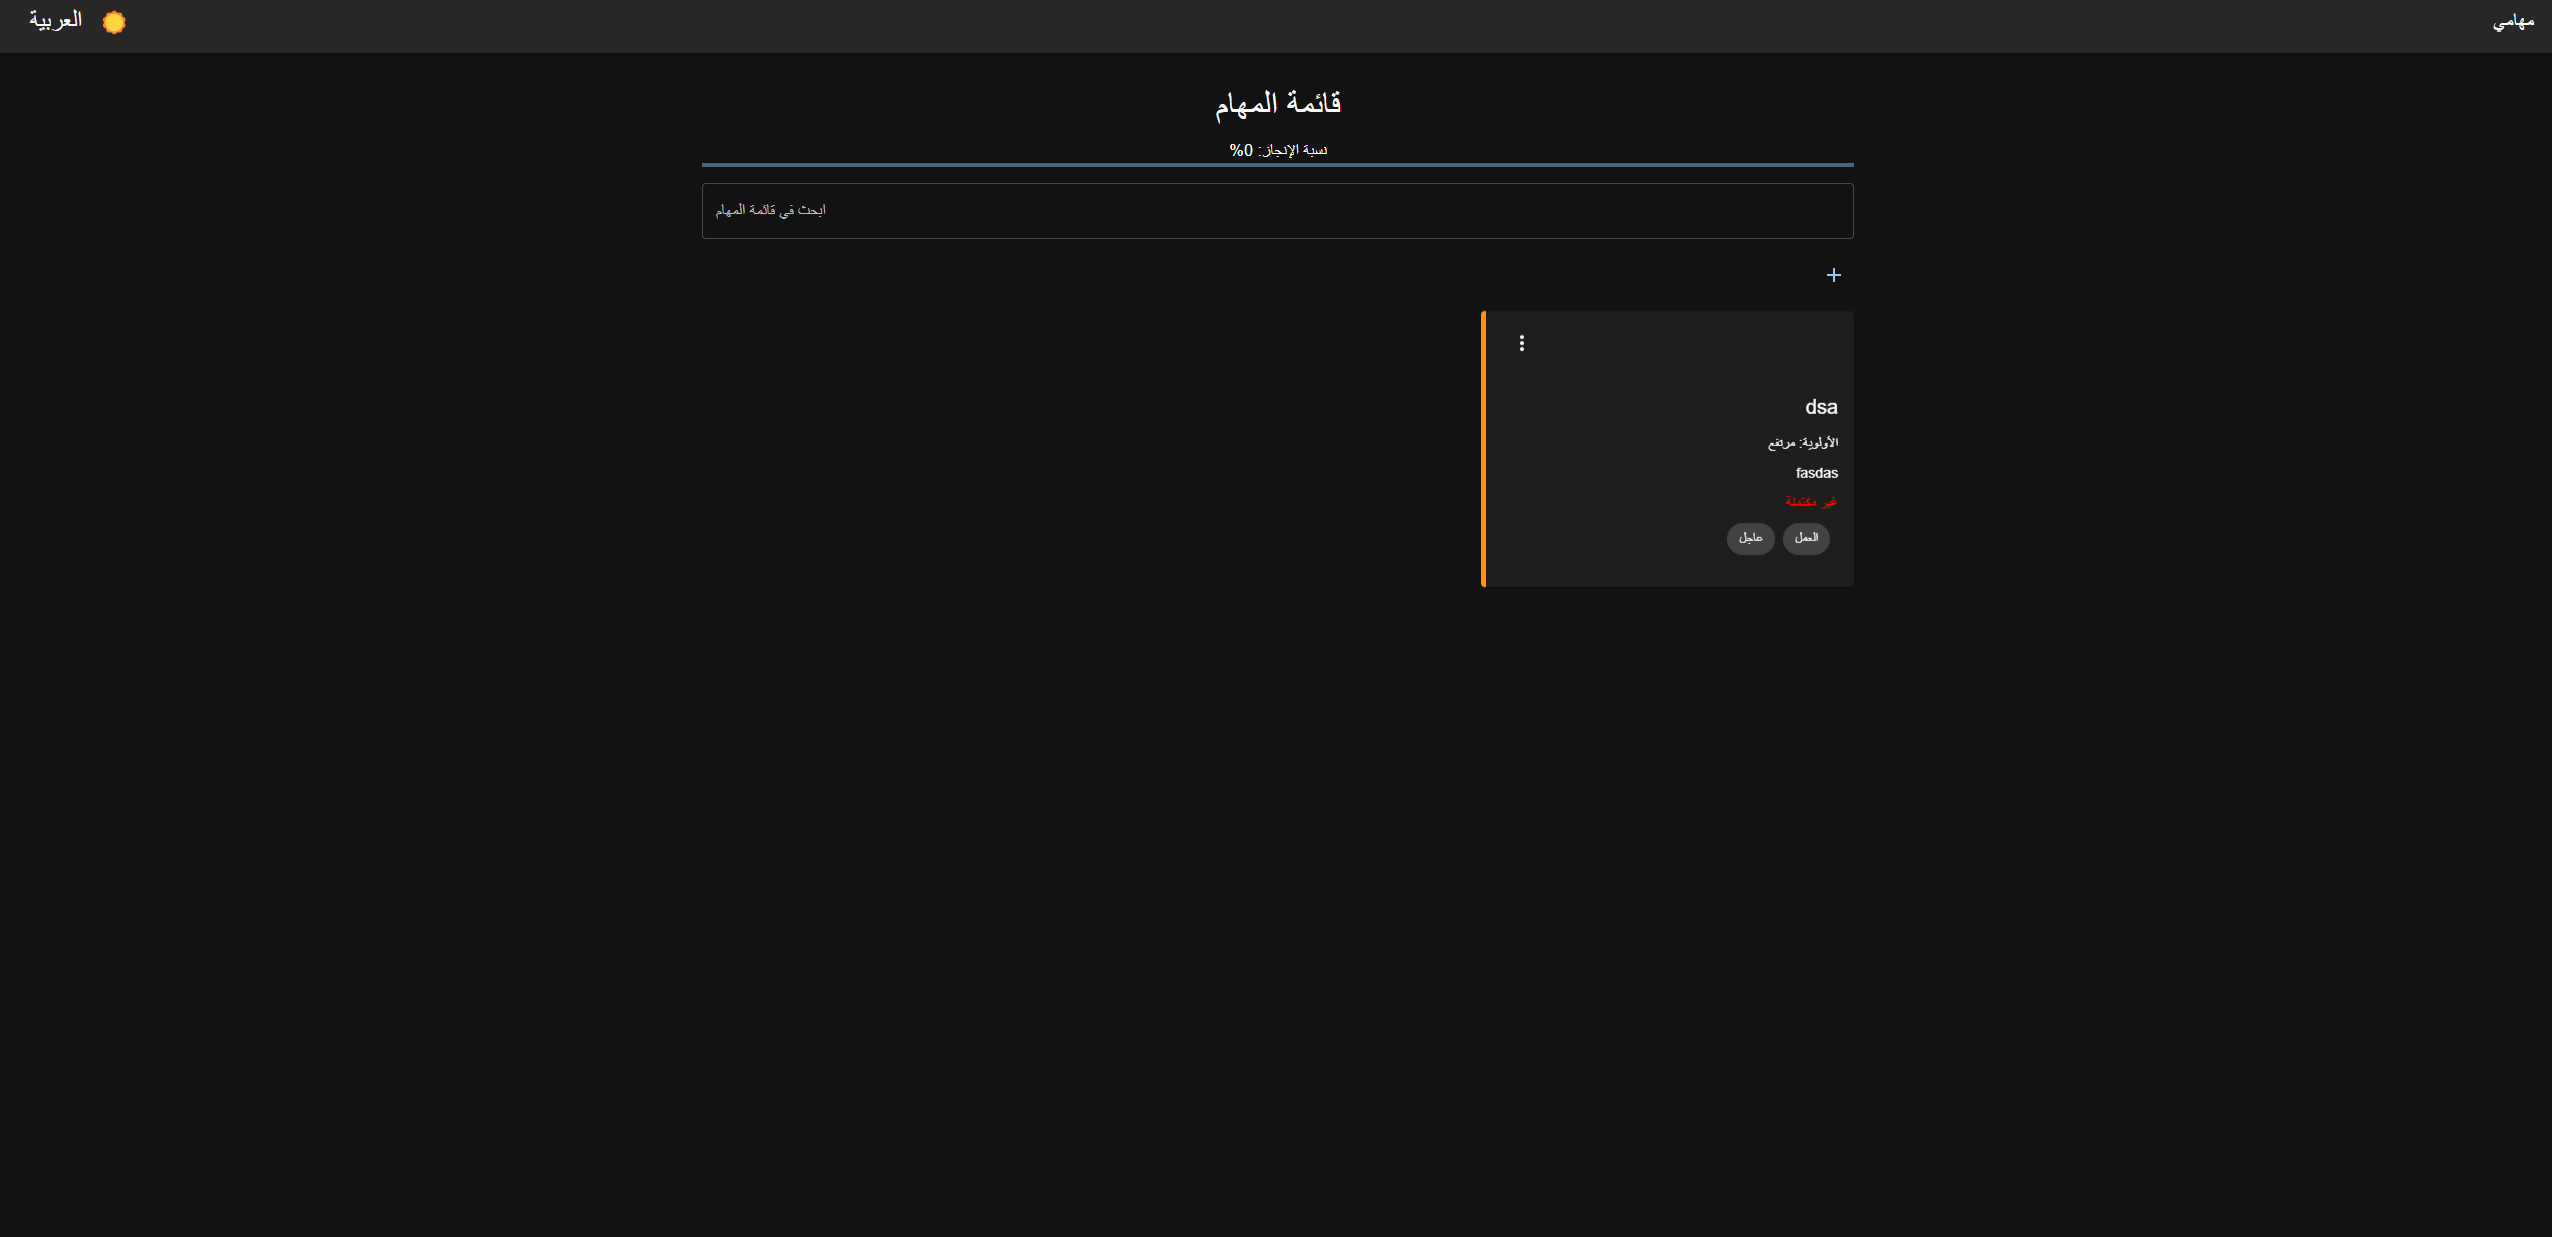 مهامي
العربية
قائمة المهام
نسبة الإنجاز: 0%
ابحث في قائمة المهام
dsa
الأولوية: مرتفع
fasdas
غير مكتملة
العمل
عاجل